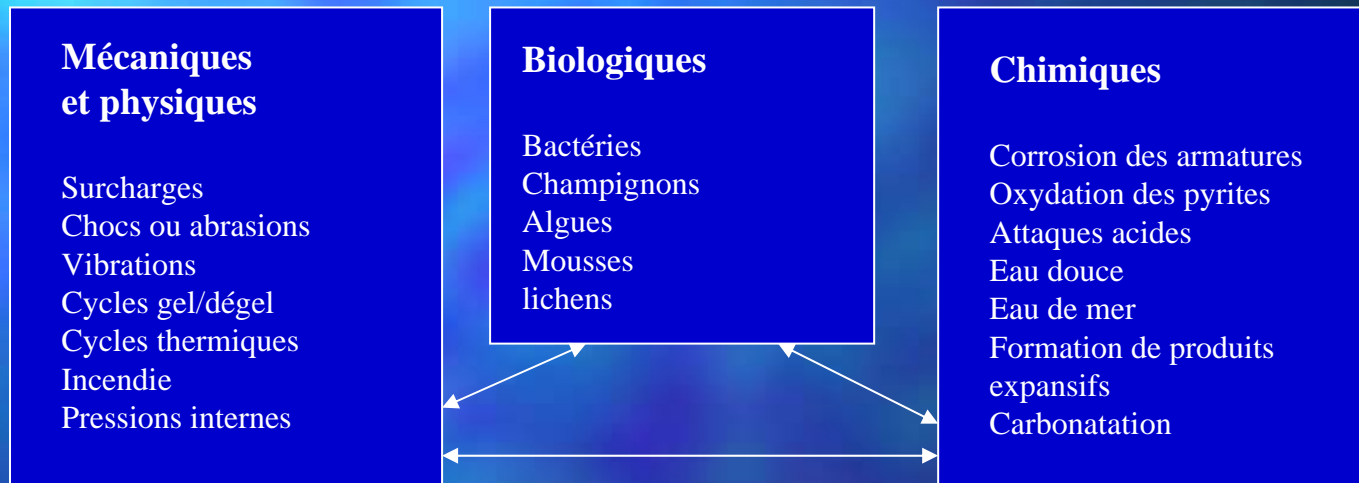 Mécaniques
et physiques
Surcharges
Chocs ou abrasions
Vibrations
Cycles gel/dégel
Cycles thermiques
Incendie
Pressions internes
Biologiques
Bactéries
Champignons
Algues
Mousses
lichens
Chimiques
Corrosion des armatures
Oxydation des pyrites
Attaques acides
Eau douce
Eau de mer
Formation de produits
expansifs
Carbonatation